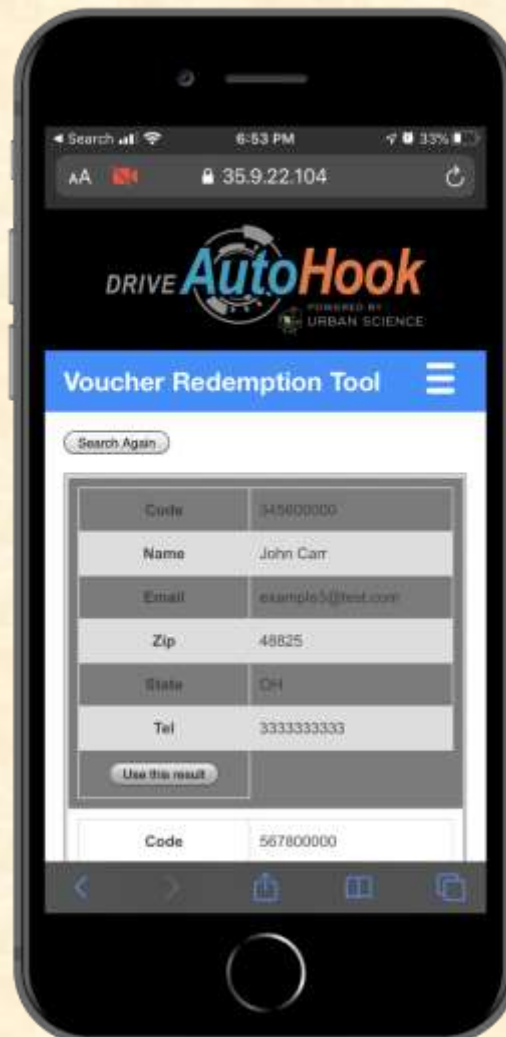 Search 6:53 PM 33%
AA 35.9.22.104
DRIVE AutoHook
POWERED BY
URBAN SCIENCE
Voucher Redemption Tool
Search Again
Code 345600000
Name John Carr
Email example5@test.com
Zip 48825
State OH
Tel 3333333333
Use this result
Code 567800000